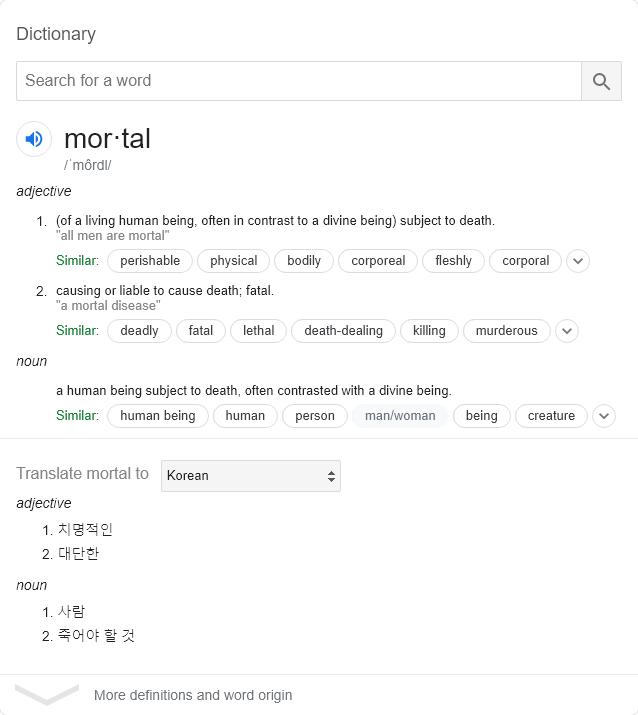 Dictionary
Search for a word
mor·tal
/ˈmôrdl/
adjective
1. (of a living human being, often in contrast to a divine being) subject to death.
"all men are mortal"
Similar: perishable physical bodily corporeal fleshly corporal
2. causing or liable to cause death; fatal.
"a mortal disease"
Similar: deadly fatal lethal death-dealing killing murderous
noun
a human being subject to death, often contrasted with a divine being.
Similar: human being human person man/woman being creature
Translate mortal to Korean
adjective
1. 치명적인
2. 대단한
noun
1. 사람
2. 죽어야 할 것
More definitions and word origin